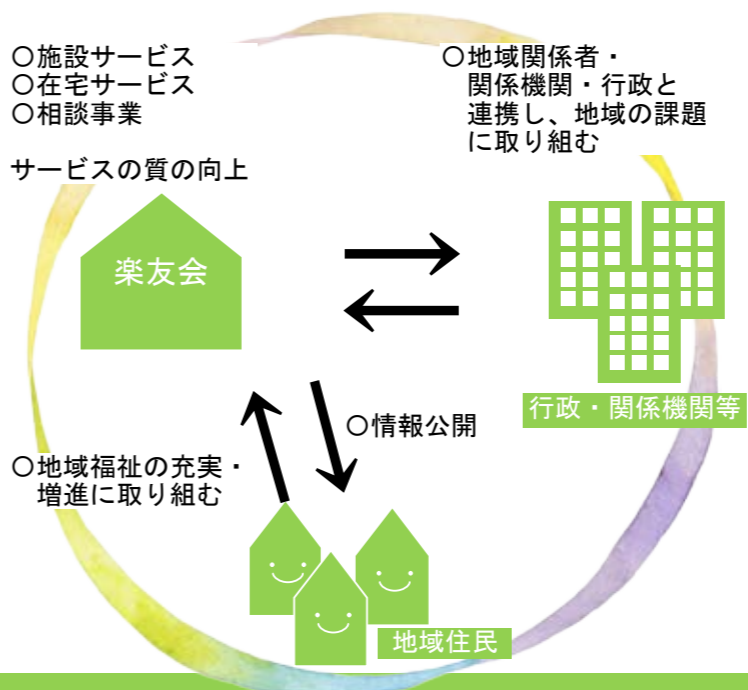 〇施設サービス
〇在宅サービス
〇相談事業
サービスの質の向上
〇地域関係者・
関係機関・行政と
連携し、地域の課題
に取り組む
楽友会
行政・関係機関等
〇情報公開
〇地域福祉の充実・
増進に取り組む
地域住民